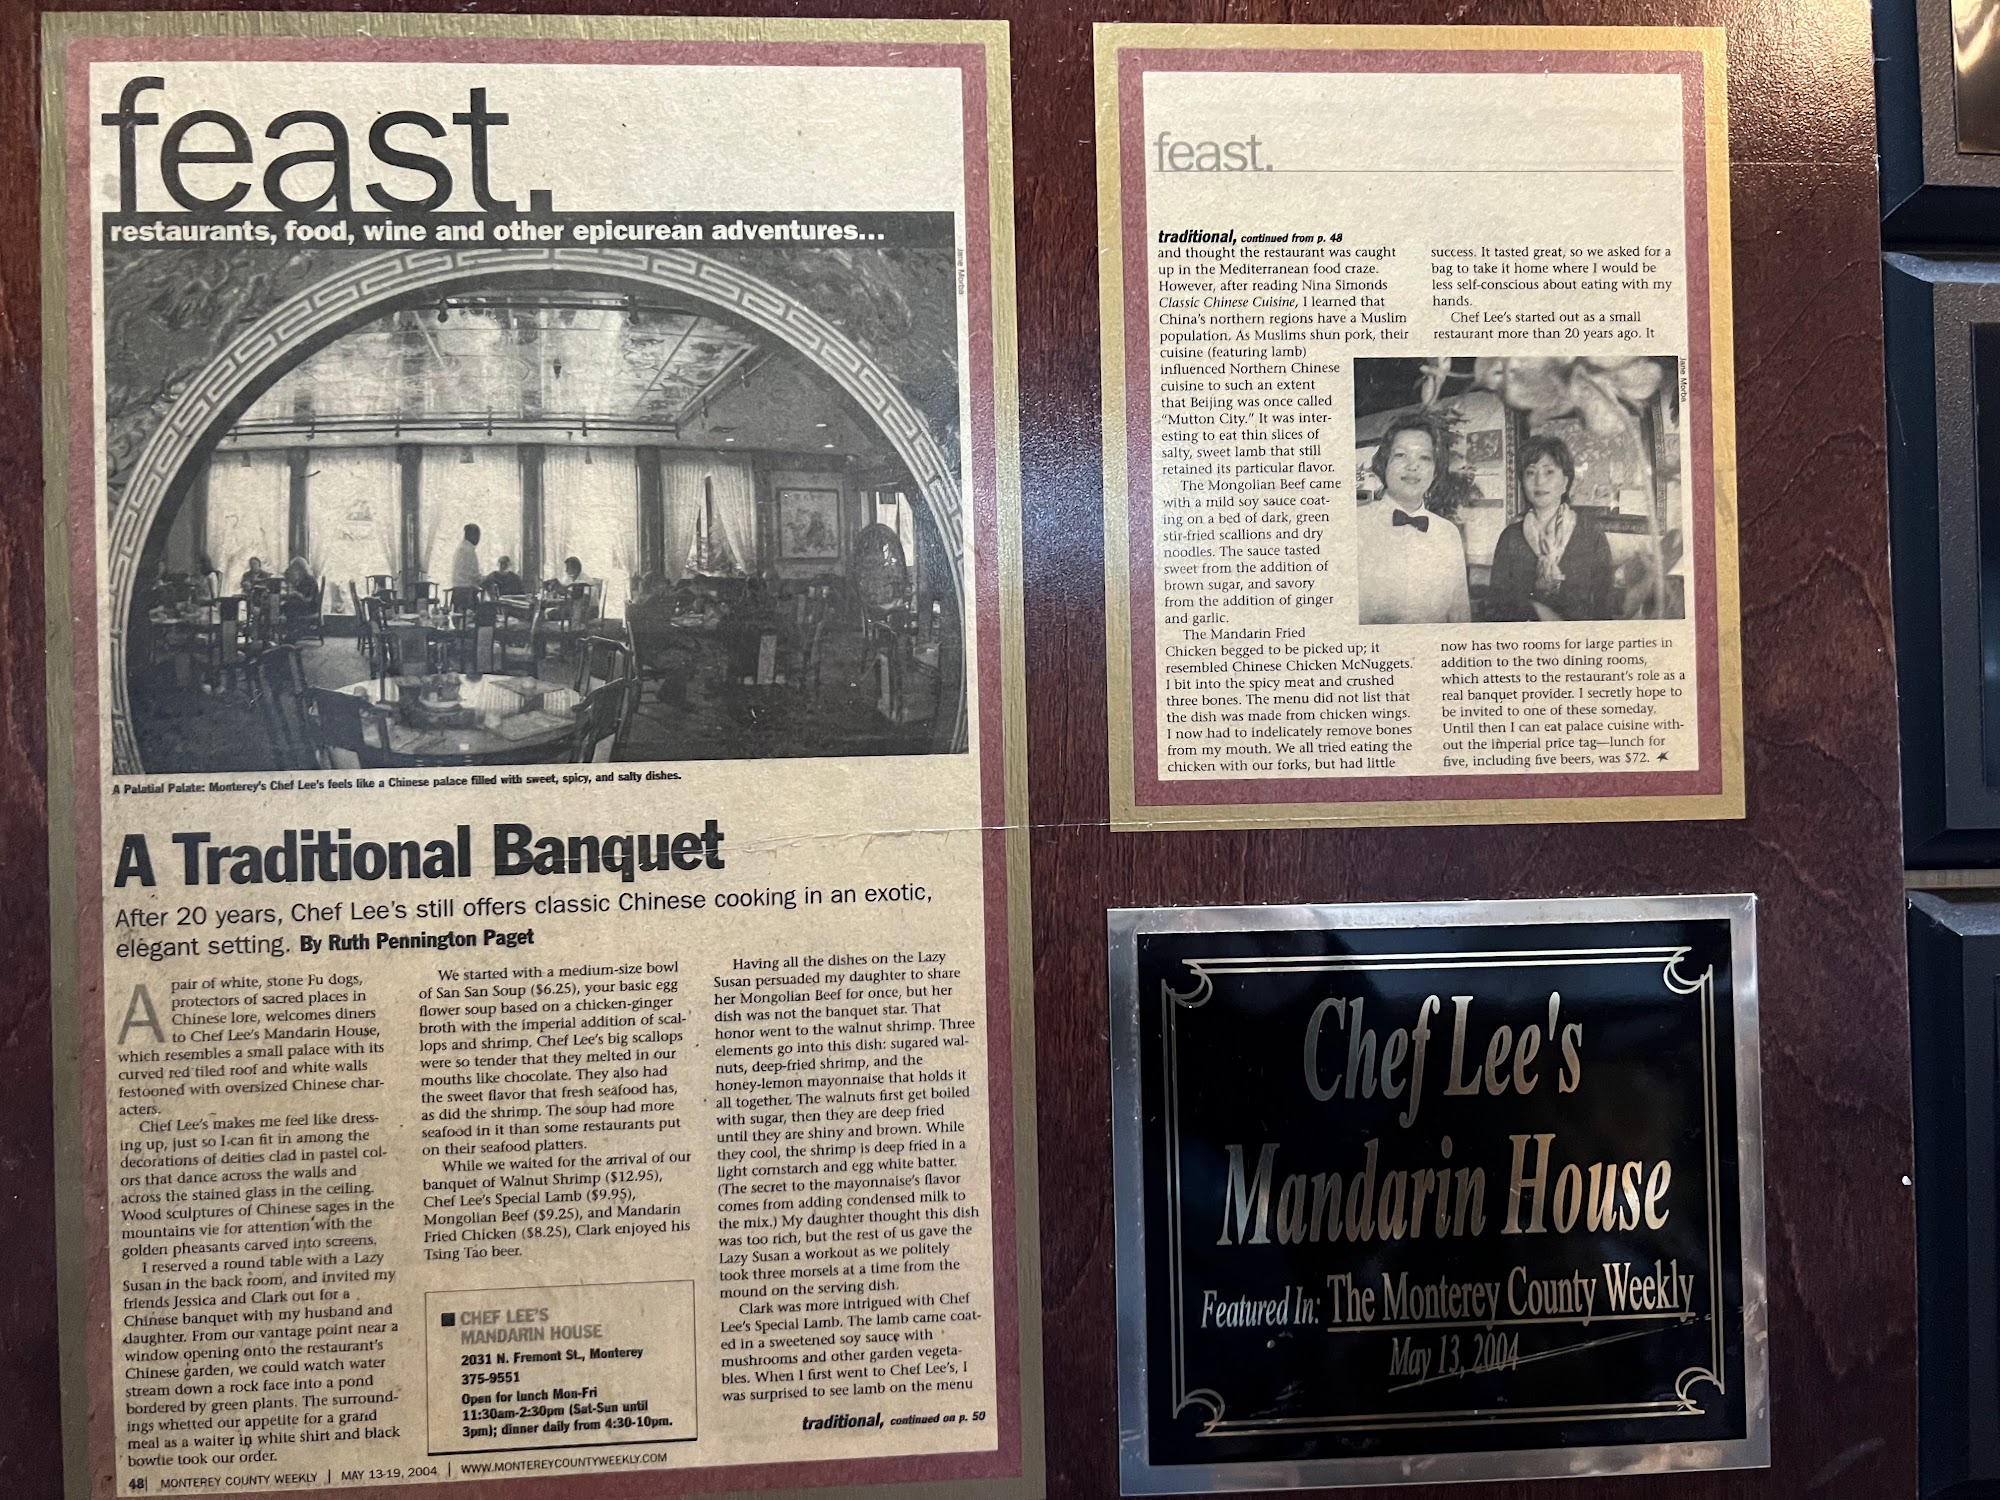 feast.
restaurants, food, wine and other epicurean adventures...
Jane Morba
A Palatial Palate: Monterey's Chef Lee's feels like a Chinese palace filled with sweet, spicy, and salty dishes.
A Traditional Banquet
After 20 years, Chef Lee's still offers classic Chinese cooking in an exotic,
elegant setting. By Ruth Pennington Paget
A pair of white, stone Fu dogs,
protectors of sacred places in
Chinese lore, welcomes diners
to Chef Lee's Mandarin House,
which resembles a small palace with its
curved red tiled roof and white walls
festooned with oversized Chinese char-
acters.
Chef Lee's makes me feel like dress-
ing up, just so I can fit in among the
decorations of deities clad in pastel col-
ors that dance across the walls and
across the stained glass in the ceiling.
Wood sculptures of Chinese sages in the
mountains vie for attention with the
golden pheasants carved into screens.
I reserved a round table with a Lazy
Susan in the back room, and invited my
friends Jessica and Clark out for a
Chinese banquet with my husband and
daughter. From our vantage point near a
window opening onto the restaurant's
Chinese garden, we could watch water
stream down a rock face into a pond
bordered by green plants. The surround-
ings whetted our appetite for a grand
meal as a waiter in white shirt and black
bowtie took our order.
We started with a medium-size bowl
of San San Soup ($6.25), your basic egg
flower soup based on a chicken-ginger
broth with the imperial addition of scal-
lops and shrimp. Chef Lee's big scallops
were so tender that they melted in our
mouths like chocolate. They also had
the sweet flavor that fresh seafood has,
as did the shrimp. The soup had more
seafood in it than some restaurants put
on their seafood platters.
While we waited for the arrival of our
banquet of Walnut Shrimp ($12.95),
Chef Lee's Special Lamb ($9.95),
Mongolian Beef ($9.25), and Mandarin
Fried Chicken ($8.25), Clark enjoyed his
Tsing Tao beer.
CHEF LEE'S
MANDARIN HOUSE
2031 N. Fremont St., Monterey
375-9551
Open for lunch Mon-Fri
11:30am-2:30pm (Sat-Sun until
3pm); dinner daily from 4:30-10pm.
Having all the dishes on the Lazy
Susan persuaded my daughter to share
her Mongolian Beef for once, but her
dish was not the banquet star. That
honor went to the walnut shrimp. Three
elements go into this dish: sugared wal-
nuts, deep-fried shrimp, and the
honey-lemon mayonnaise that holds it
all together. The walnuts first get boiled
with sugar, then they are deep fried
until they are shiny and brown. While
they cool, the shrimp is deep fried in a
light cornstarch and egg white batter.
(The secret to the mayonnaise's flavor
comes from adding condensed milk to
the mix.) My daughter thought this dish
was too rich, but the rest of us gave the
Lazy Susan a workout as we politely
took three morsels at a time from the
mound on the serving dish.
Clark was more intrigued with Chef
Lee's Special Lamb. The lamb came coat-
ed in a sweetened soy sauce with
mushrooms and other garden vegeta-
bles. When I first went to Chef Lee's, I
was surprised to see lamb on the menu
traditional, continued on p. 50
48 | MONTEREY COUNTY WEEKLY | MAY 13-19, 2004 | WWW.MONTEREYCOUNTYWEEKLY.COM
feast.
traditional, continued from p. 48
and thought the restaurant was caught
up in the Mediterranean food craze.
However, after reading Nina Simonds
Classic Chinese Cuisine, I learned that
China's northern regions have a Muslim
population. As Muslims shun pork, their
cuisine (featuring lamb)
influenced Northern Chinese
cuisine to such an extent
that Beijing was once called
"Mutton City." It was inter-
esting to eat thin slices of
salty, sweet lamb that still
retained its particular flavor.
The Mongolian Beef came
with a mild soy sauce coat-
ing on a bed of dark, green
stir-fried scallions and dry
noodles. The sauce tasted
sweet from the addition of
brown sugar, and savory
from the addition of ginger
and garlic.
The Mandarin Fried
Chicken begged to be picked up; it
resembled Chinese Chicken McNuggets.
I bit into the spicy meat and crushed
three bones. The menu did not list that
the dish was made from chicken wings.
I now had to indelicately remove bones
from my mouth. We all tried eating the
chicken with our forks, but had little
success. It tasted great, so we asked for a
bag to take it home where I would be
less self-conscious about eating with my
hands.
Chef Lee's started out as a small
restaurant more than 20 years ago. It
Jane Morba
now has two rooms for large parties in
addition to the two dining rooms,
which attests to the restaurant's role as a
real banquet provider. I secretly hope to
be invited to one of these someday.
Until then I can eat palace cuisine with-
out the imperial price tag—lunch for
five, including five beers, was $72.
Chef Lee's
Mandarin House
Featured In: The Monterey County Weekly
May 13, 2004